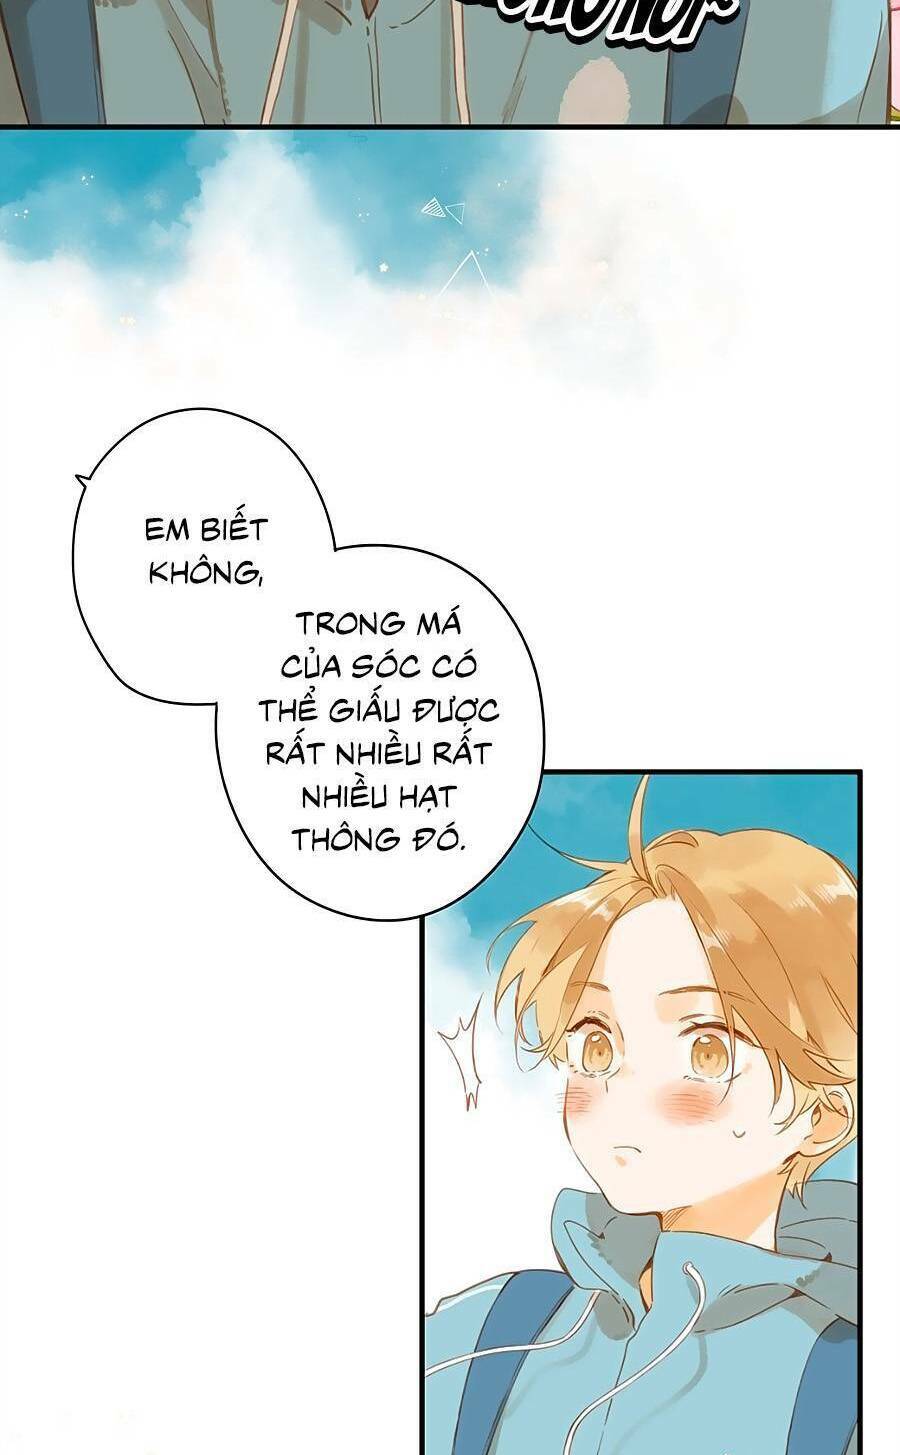 EM BIẾT
KHÔNG,
TRONG MÁ
CỦA SÓC CÓ
THỂ GIẤU ĐƯỢC
RẤT NHIỀU RẤT
NHIỀU HẠT
THÔNG ĐÓ.